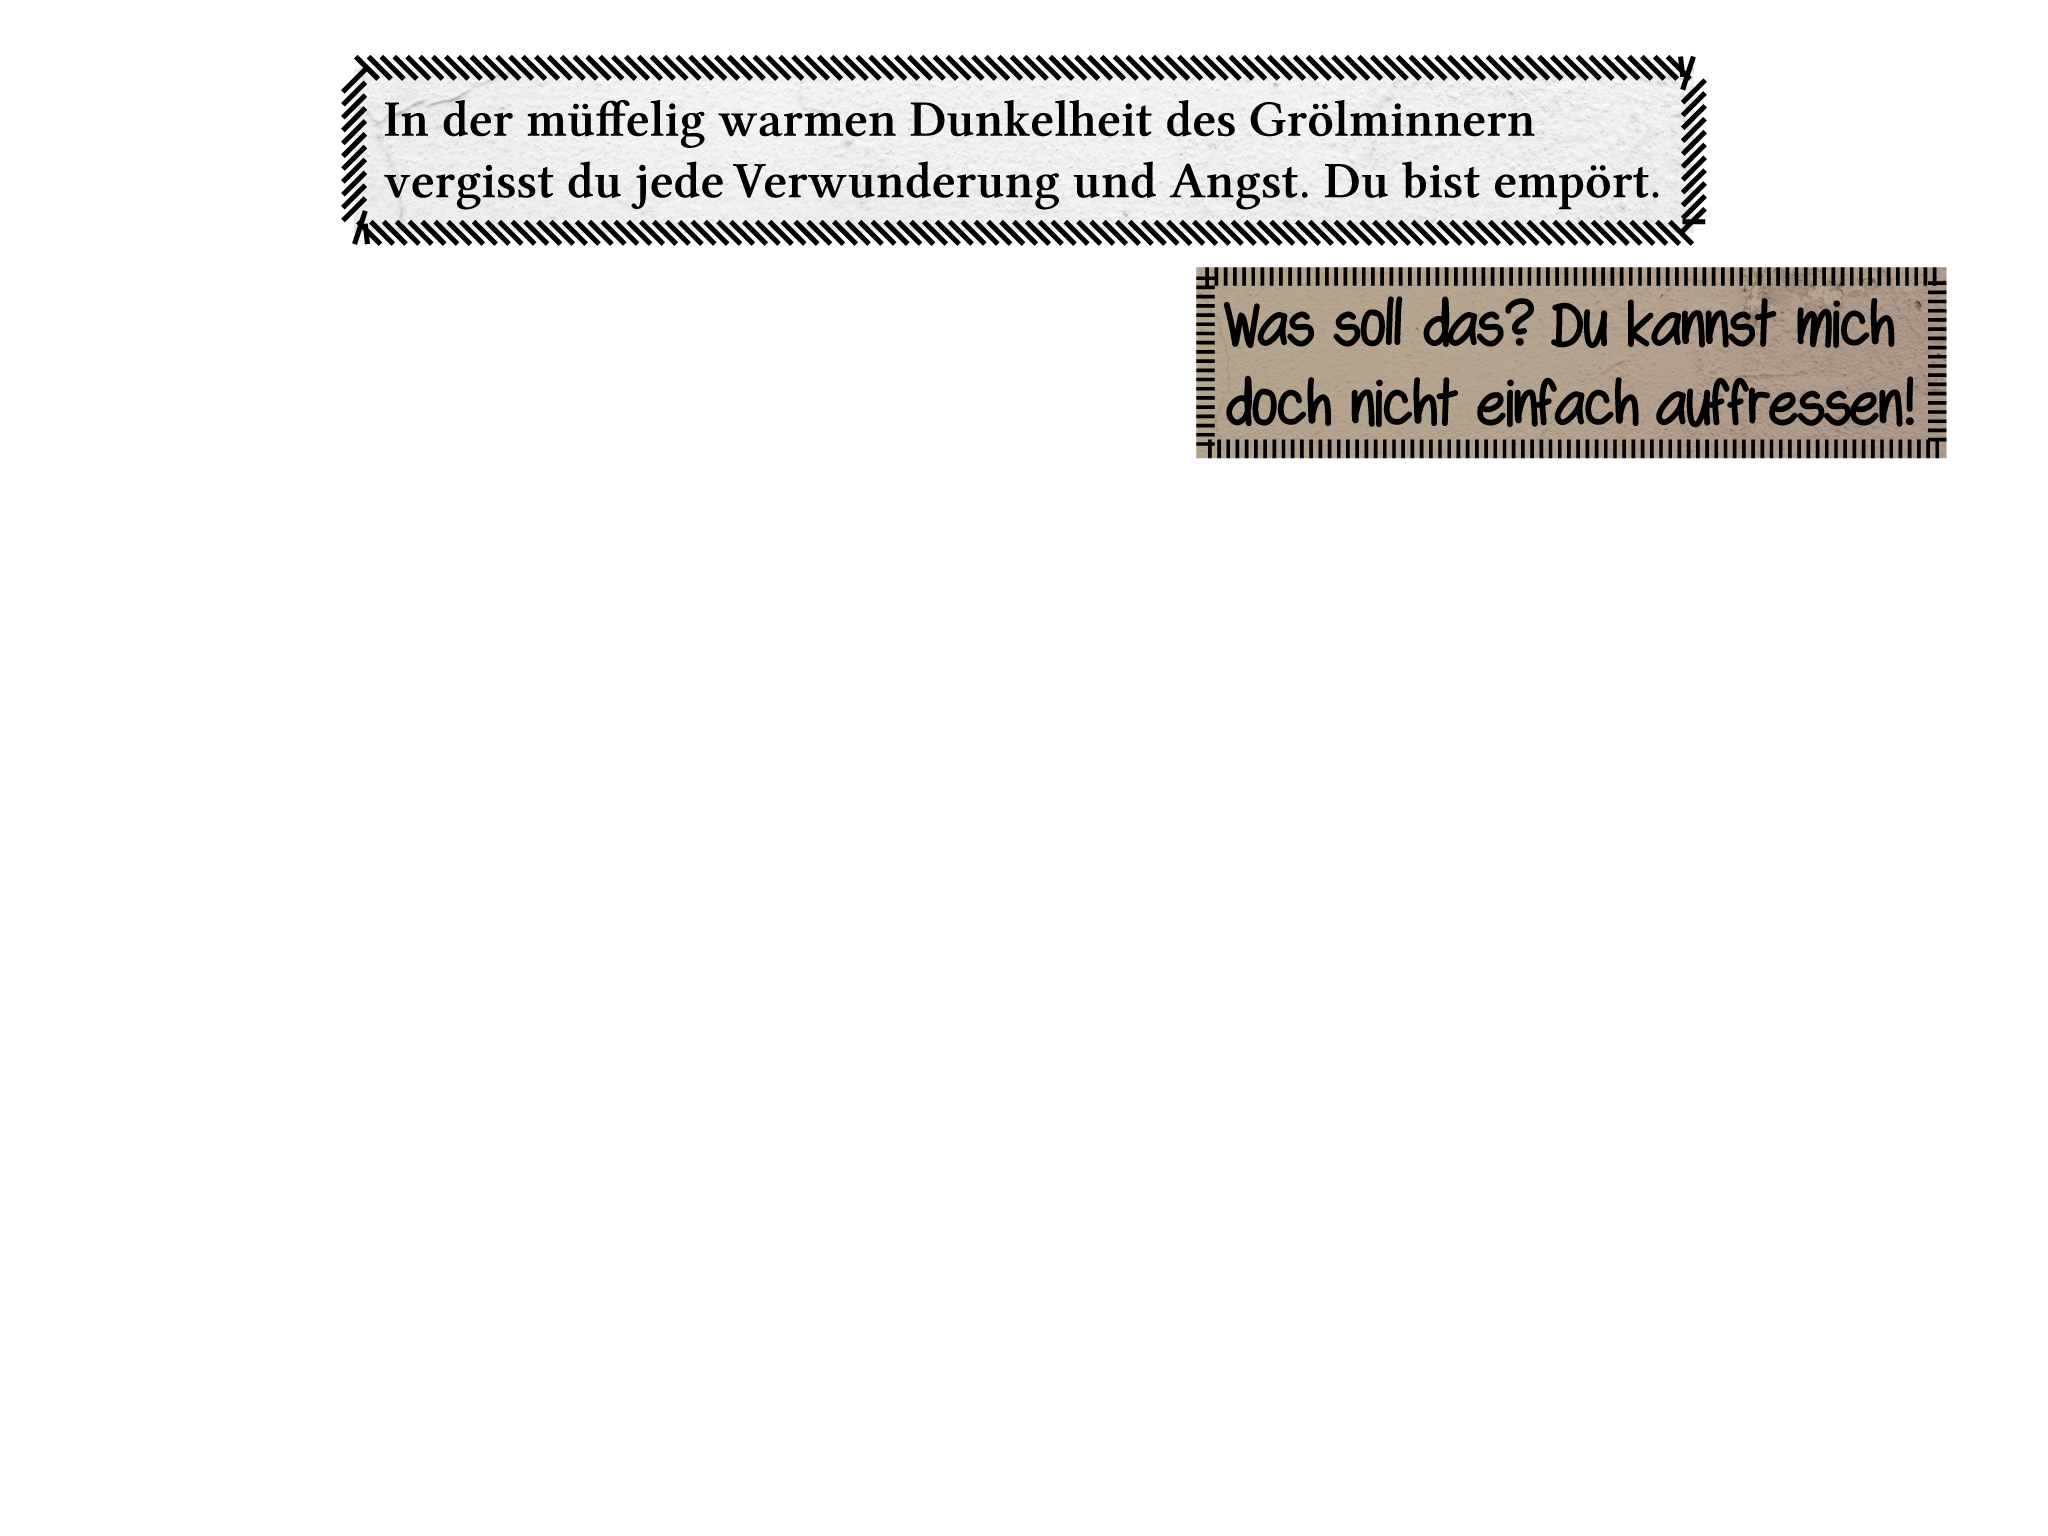 In der müffelig warmen Dunkelheit des Grölminnern
vergisst du jede Verwunderung und Angst. Du bist empört.
Was soll das? Du kannst mich
doch nicht einfach auffressen!